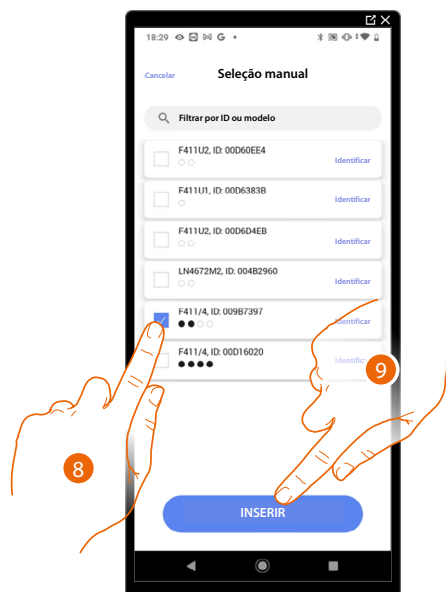 18:29 G
Cancelar Seleção manual
Filtrar por ID ou modelo
F411U2, ID: 00D60EE4
Identificar
F411U1, ID: 00D6383B
Identificar
F411U2, ID: 00D6D4EB
Identificar
LN4672M2, ID: 004B2960
Identificar
F411/4, ID: 009B7397
Identificar
F411/4, ID: 00D16020
Identificar
9
8
INSERIR